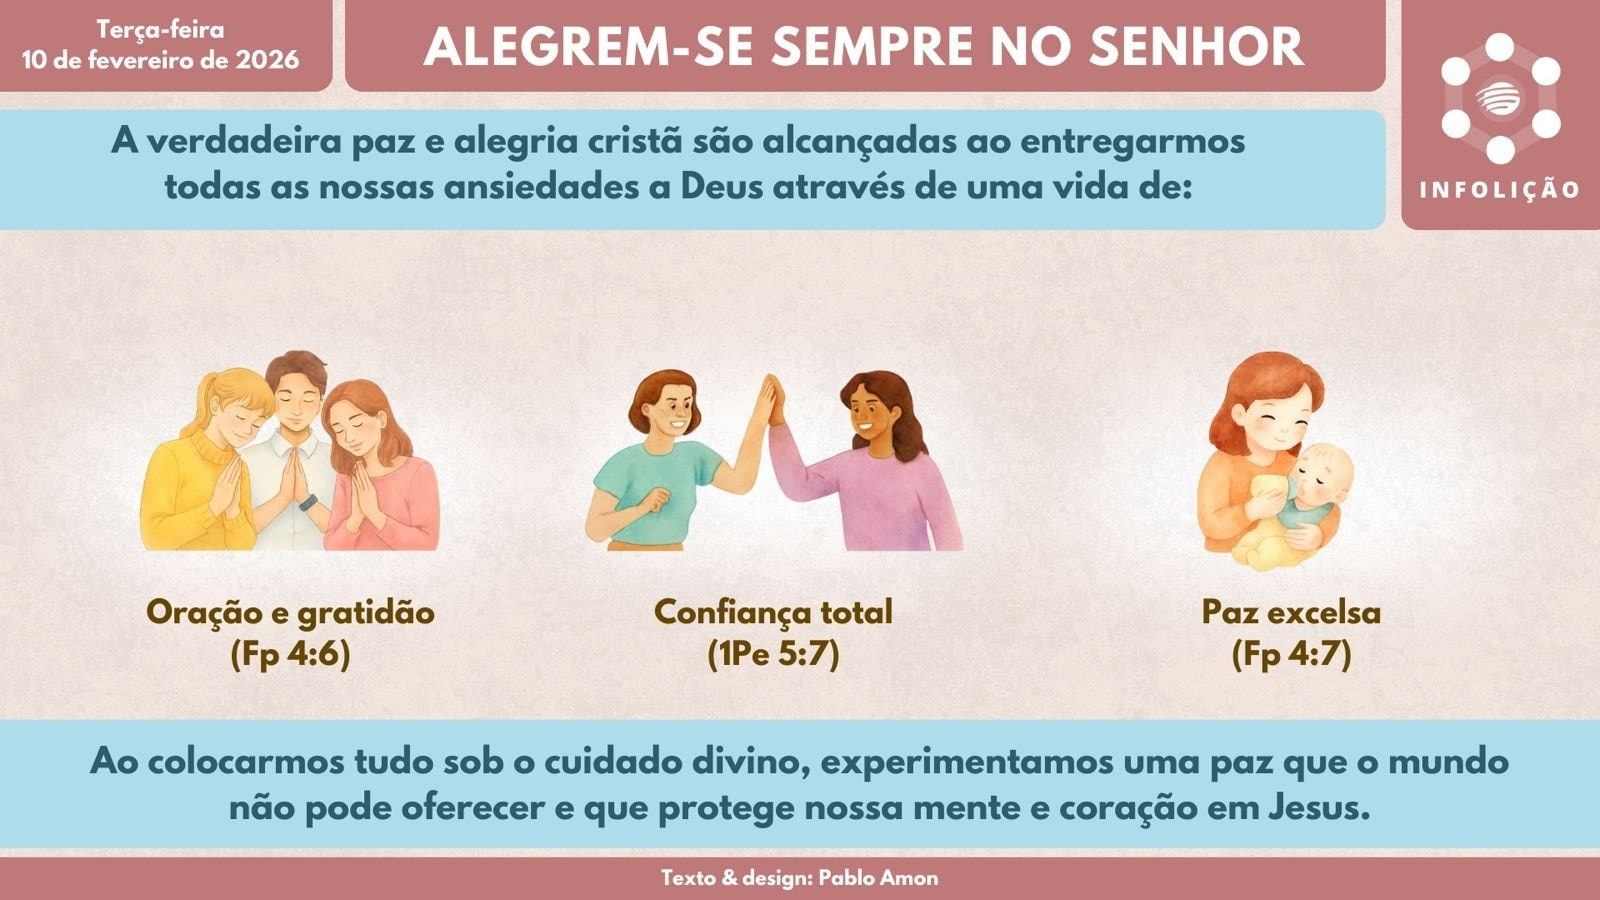 Terça-feira
10 de fevereiro de 2026
ALEGREM-SE SEMPRE NO SENHOR
INFOLIÇÃO
A verdadeira paz e alegria cristã são alcançadas ao entregarmos
todas as nossas ansiedades a Deus através de uma vida de:
Oração e gratidão
(Fp 4:6)
Confiança total
(1Pe 5:7)
Paz excelsa
(Fp 4:7)
Ao colocarmos tudo sob o cuidado divino, experimentamos uma paz que o mundo
não pode oferecer e que protege nossa mente e coração em Jesus.
Texto & design: Pablo Amon